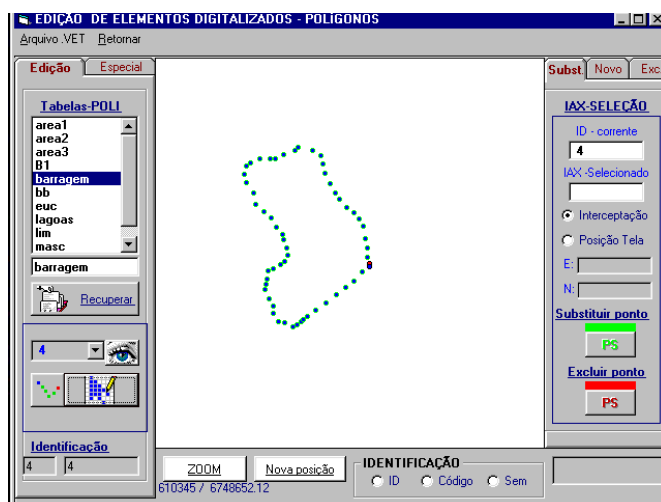 EDIÇÃO DE ELEMENTOS DIGITALIZADOS - POLÍGONOS
Arquivo .VET Retornar
Edição Especial
Tabelas-POLI
area1
area2
area3
B1
barragem
bb
euc
lagoas
lim
masc
barragem
Recuperar
4
Identificação
4 4
ZOOM Nova posição
610345 / 6748652.12
IDENTIFICAÇÃO
ID Código Sem
Subst. Novo Exc
IAX-SELEÇÃO
ID - corrente
4
IAX -Selecionado
Interceptação
Posição Tela
E:
N:
Substituir ponto
PS
Excluir ponto
PS